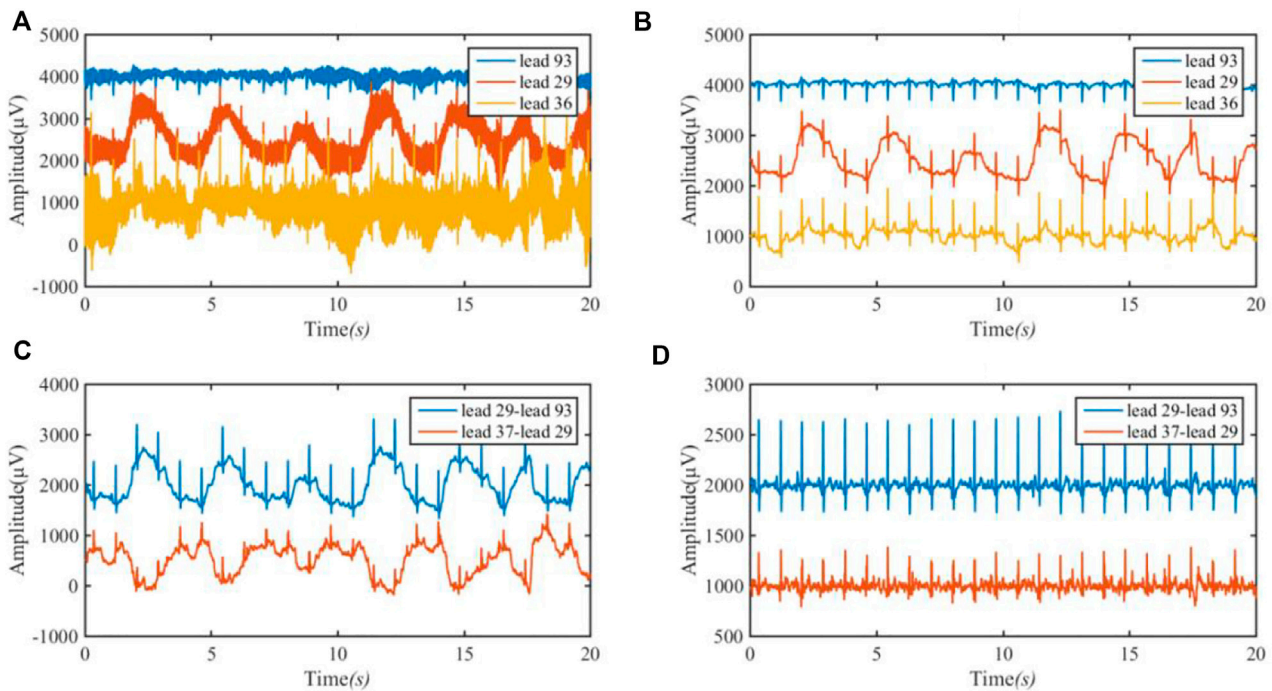 A
Amplitude(μV)
5000
4000
3000
2000
1000
0
-1000
0 5 10 15 20
Time(s)
lead 93
lead 29
lead 36
B
Amplitude(μV)
5000
4000
3000
2000
1000
0
0 5 10 15 20
Time(s)
lead 93
lead 29
lead 36
C
Amplitude(μV)
4000
3000
2000
1000
0
-1000
0 5 10 15 20
Time(s)
lead 29-lead 93
lead 37-lead 29
D
Amplitude(μV)
3000
2500
2000
1500
1000
500
0 5 10 15 20
Time(s)
lead 29-lead 93
lead 37-lead 29